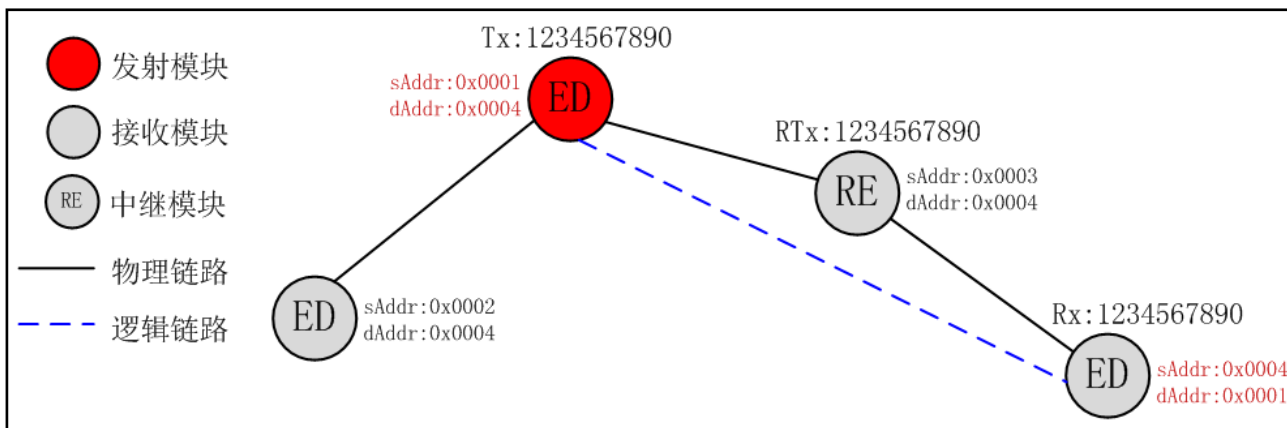 发射模块
接收模块
RE
中继模块
物理链路
逻辑链路
Tx:1234567890
sAddr:0x0001
dAddr:0x0004
ED
RTx:1234567890
RE
sAddr:0x0003
dAddr:0x0004
ED
sAddr:0x0002
dAddr:0x0004
Rx:1234567890
ED
sAddr:0x0004
dAddr:0x0001